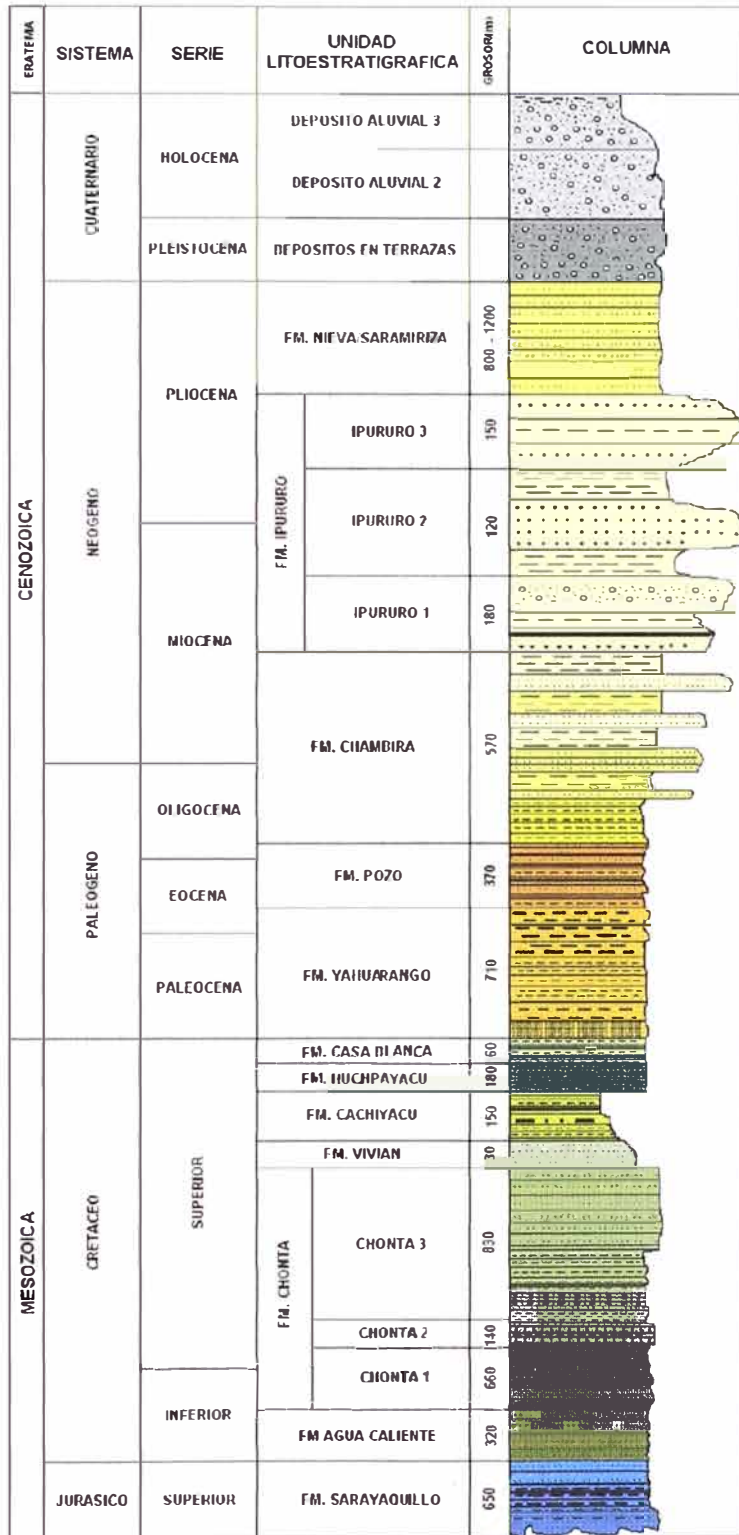 ERATEMA
SISTEMA
SERIE
UNIDAD
LITOESTRATIGRAFICA
GROSOR(m)
COLUMNA
CENOZOICA
CUATERNARIO
HOLOCENA
DEPOSITO ALUVIAL 3
DEPOSITO ALUVIAL 2
PLEISTOCENA
DEPOSITOS EN TERRAZAS
NEOGENO
PLIOCENA
FM. NIEVA/SARAMIRIZA
800 - 1200
FM. IPURURO
IPURURO 3
150
IPURURO 2
120
MIOCENA
IPURURO 1
180
FM. CHAMBIRA
570
PALEOGENO
OLIGOCENA
EOCENA
FM. POZO
370
PALEOCENA
FM. YAHUARANGO
710
MESOZOICA
CRETACEO
SUPERIOR
FM. CASA BLANCA
60
FM. HUCHPAYACU
180
FM. CACHIYACU
150
FM. VIVIAN
30
FM. CHONTA
CHONTA 3
830
CHONTA 2
140
CHONTA 1
660
INFERIOR
FM AGUA CALIENTE
320
JURASICO
SUPERIOR
FM. SARAYAQUILLO
650